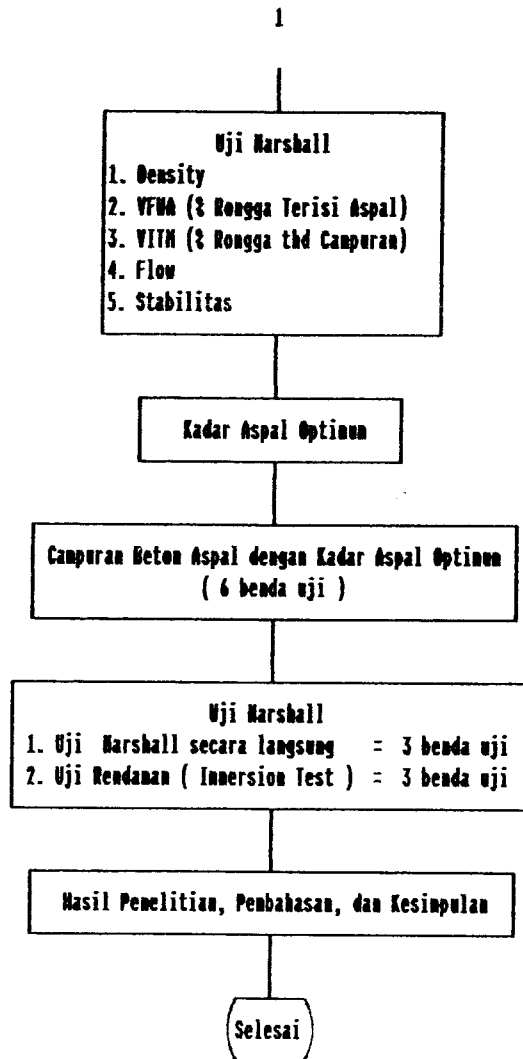 1
Uji Marshall
1. Density
2. VFWA (% Rongga Terisi Aspal)
3. VITM (% Rongga thd Campuran)
4. Flow
5. Stabilitas
Kadar Aspal Optimum
Campuran Beton Aspal dengan Kadar Aspal Optimum
( 6 benda uji )
Uji Marshall
1. Uji Marshall secara langsung = 3 benda uji
2. Uji Rendaman ( Immersion Test ) = 3 benda uji
Hasil Penelitian, Pembahasan, dan Kesimpulan
Selesai